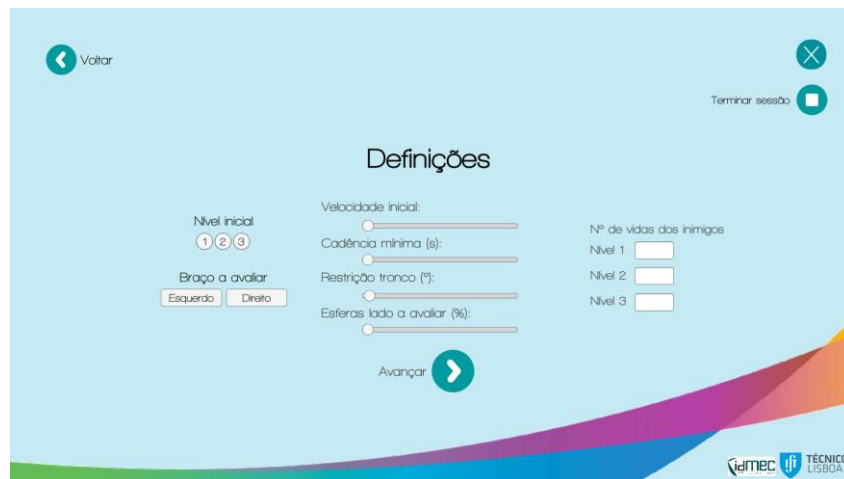 Voltar
Terminar sessão
Definições
Nível inicial
1 2 3
Braço a avaliar
Esquerdo Direito
Velocidade inicial:
Cadência mínima (s):
Restrição tronco (º):
Esferas lado a avaliar (%):
Nº de vidas dos inimigos
Nível 1
Nível 2
Nível 3
Avançar
idmec
TÉCNICO
LISBOA